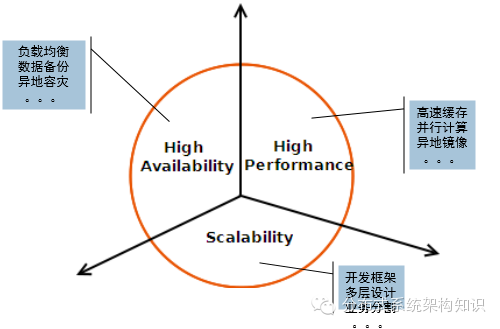 负载均衡
数据备份
异地容灾
。。。
High
Availability
High
Performance
高速缓存
并行计算
异地镜像
。。。
Scalability
开发框架
多层设计
业务分割
。。。
系统架构知识